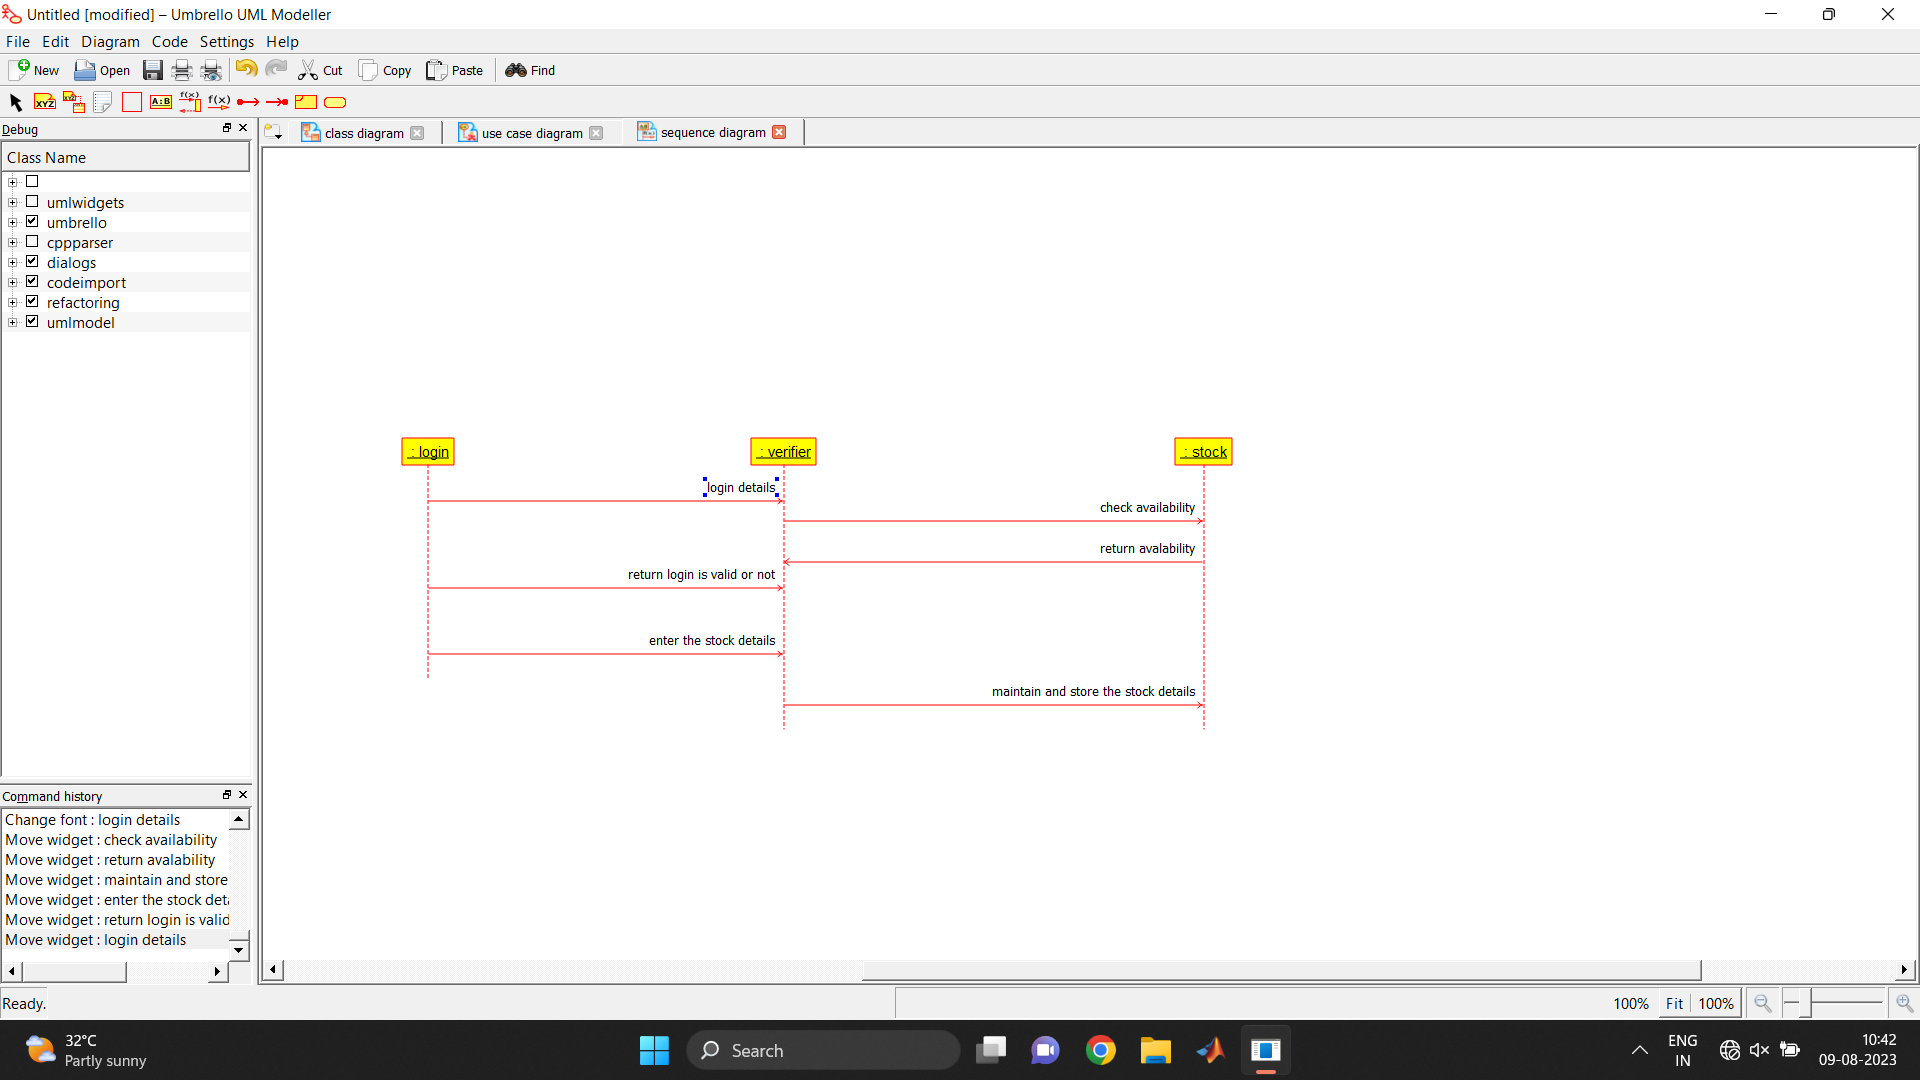 Untitled [modified] – Umbrello UML Modeller
File Edit Diagram Code Settings Help
New Open Cut Copy Paste Find
XYZ XYZ A:B f(x) f(x)
Debug
class diagram use case diagram sequence diagram
Class Name
umlwidgets
umbrello
cppparser
dialogs
codeimport
refactoring
umlmodel
: login : verifier : stock
login details
check availability
return avalability
return login is valid or not
enter the stock details
maintain and store the stock details
Command history
Change font : login details
Move widget : check availability
Move widget : return avalability
Move widget : maintain and store
Move widget : enter the stock deta
Move widget : return login is valid
Move widget : login details
Ready.
100% Fit 100%
32°C
Partly sunny
Search
ENG
IN
10:42
09-08-2023